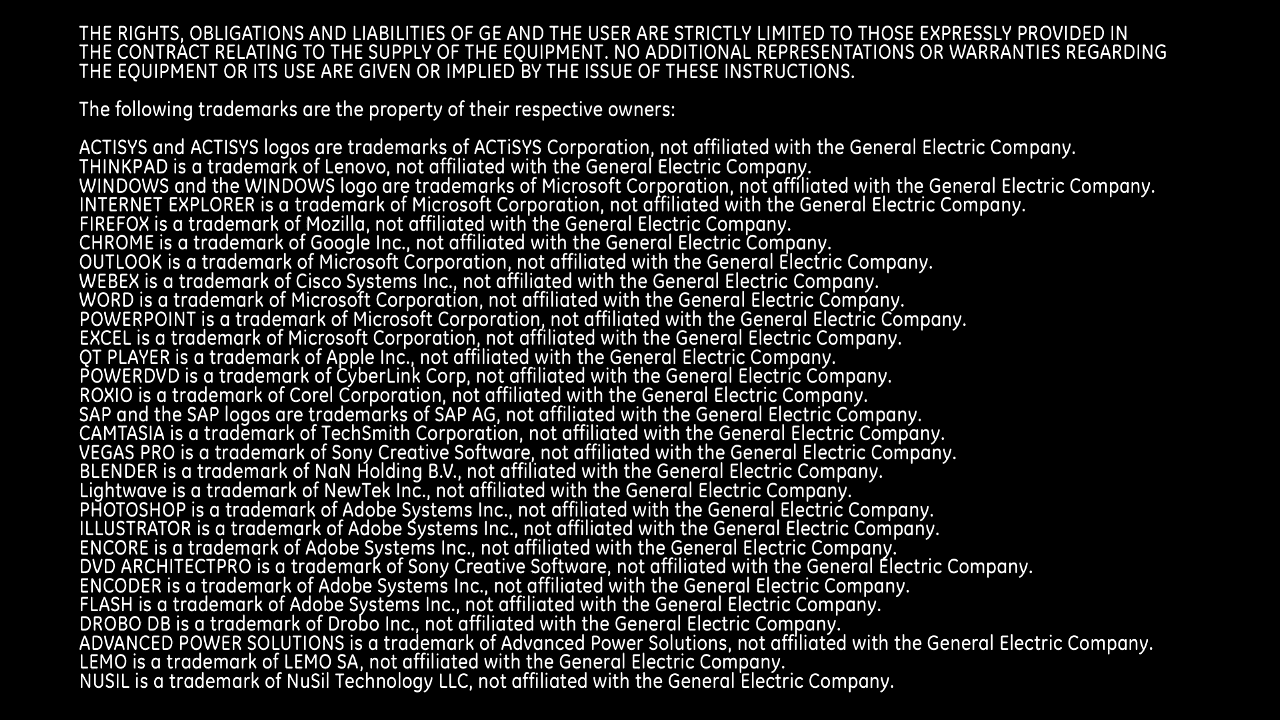 THE RIGHTS, OBLIGATIONS AND LIABILITIES OF GE AND THE USER ARE STRICTLY LIMITED TO THOSE EXPRESSLY PROVIDED IN
THE CONTRACT RELATING TO THE SUPPLY OF THE EQUIPMENT. NO ADDITIONAL REPRESENTATIONS OR WARRANTIES REGARDING
THE EQUIPMENT OR ITS USE ARE GIVEN OR IMPLIED BY THE ISSUE OF THESE INSTRUCTIONS.
The following trademarks are the property of their respective owners:
ACTISYS and ACTISYS logos are trademarks of ACTiSYS Corporation, not affiliated with the General Electric Company.
THINKPAD is a trademark of Lenovo, not affiliated with the General Electric Company.
WINDOWS and the WINDOWS logo are trademarks of Microsoft Corporation, not affiliated with the General Electric Company.
INTERNET EXPLORER is a trademark of Microsoft Corporation, not affiliated with the General Electric Company.
FIREFOX is a trademark of Mozilla, not affiliated with the General Electric Company.
CHROME is a trademark of Google Inc., not affiliated with the General Electric Company.
OUTLOOK is a trademark of Microsoft Corporation, not affiliated with the General Electric Company.
WEBEX is a trademark of Cisco Systems Inc., not affiliated with the General Electric Company.
WORD is a trademark of Microsoft Corporation, not affiliated with the General Electric Company.
POWERPOINT is a trademark of Microsoft Corporation, not affiliated with the General Electric Company.
EXCEL is a trademark of Microsoft Corporation, not affiliated with the General Electric Company.
QT PLAYER is a trademark of Apple Inc., not affiliated with the General Electric Company.
POWERDVD is a trademark of CyberLink Corp, not affiliated with the General Electric Company.
ROXIO is a trademark of Corel Corporation, not affiliated with the General Electric Company.
SAP and the SAP logos are trademarks of SAP AG, not affiliated with the General Electric Company.
CAMTASIA is a trademark of TechSmith Corporation, not affiliated with the General Electric Company.
VEGAS PRO is a trademark of Sony Creative Software, not affiliated with the General Electric Company.
BLENDER is a trademark of NaN Holding B.V., not affiliated with the General Electric Company.
Lightwave is a trademark of NewTek Inc., not affiliated with the General Electric Company.
PHOTOSHOP is a trademark of Adobe Systems Inc., not affiliated with the General Electric Company.
ILLUSTRATOR is a trademark of Adobe Systems Inc., not affiliated with the General Electric Company.
ENCORE is a trademark of Adobe Systems Inc., not affiliated with the General Electric Company.
DVD ARCHITECTPRO is a trademark of Sony Creative Software, not affiliated with the General Electric Company.
ENCODER is a trademark of Adobe Systems Inc., not affiliated with the General Electric Company.
FLASH is a trademark of Adobe Systems Inc., not affiliated with the General Electric Company.
DROBO DB is a trademark of Drobo Inc., not affiliated with the General Electric Company.
ADVANCED POWER SOLUTIONS is a trademark of Advanced Power Solutions, not affiliated with the General Electric Company.
LEMO is a trademark of LEMO SA, not affiliated with the General Electric Company.
NUSIL is a trademark of NuSil Technology LLC, not affiliated with the General Electric Company.